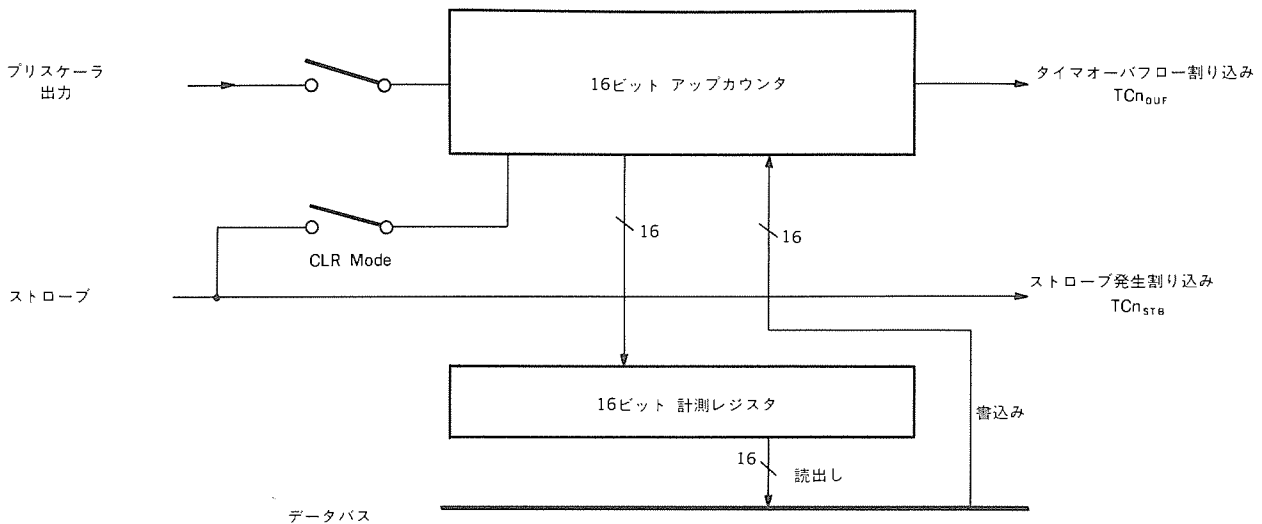 プリスケーラ
出力
16ビット アップカウンタ
タイマオーバフロー割り込み
TCnOUF
CLR Mode
16
16
ストローブ
ストローブ発生割り込み
TCnSTB
16ビット 計測レジスタ
書込み
16
読出し
データバス